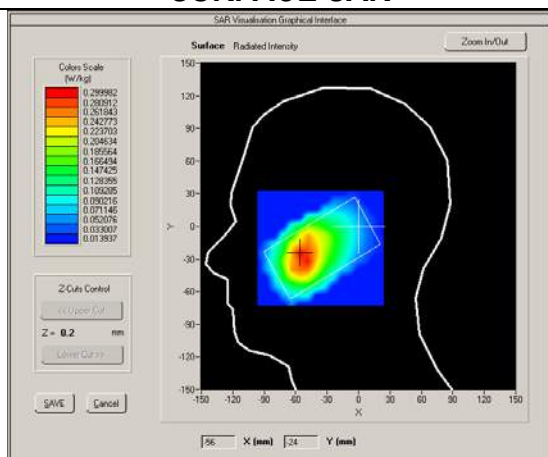 SAR Visualisation Graphical Interface
Surface Radiated Intensity
Zoom In/Out
Colors Scale
(W/kg)
0.299982
0.280912
0.261843
0.242773
0.223703
0.204634
0.185564
0.166494
0.147425
0.128355
0.109285
0.090216
0.071146
0.052076
0.033007
0.013937
150
120
90
60
30
0
-30
-60
-90
-120
-150
Y
-150 -120 -90 -60 -30 0 30 60 90 120 150
X
Z-Cuts Control
<< Upper Cut
Z = 0.2 mm
Lower Cut >>
SAVE Cancel
-56 X (mm) -24 Y (mm)